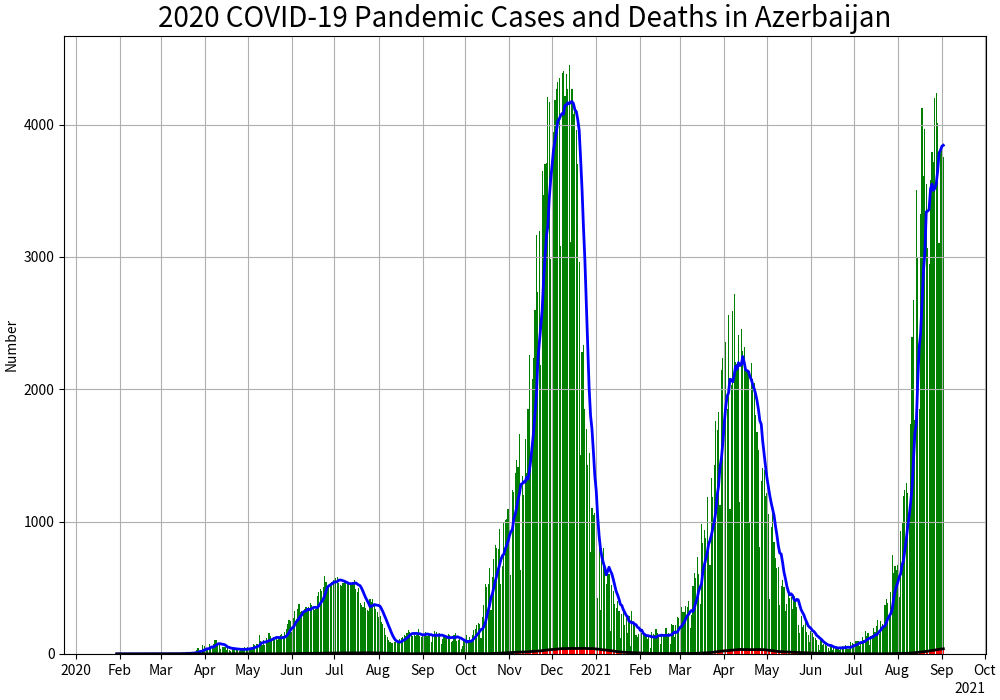 2020 COVID-19 Pandemic Cases and Deaths in Azerbaijan
Number
4000
3000
2000
1000
0
2020 Feb Mar Apr May Jun Jul Aug Sep Oct Nov Dec 2021 Feb Mar Apr May Jun Jul Aug Sep Oct
2021